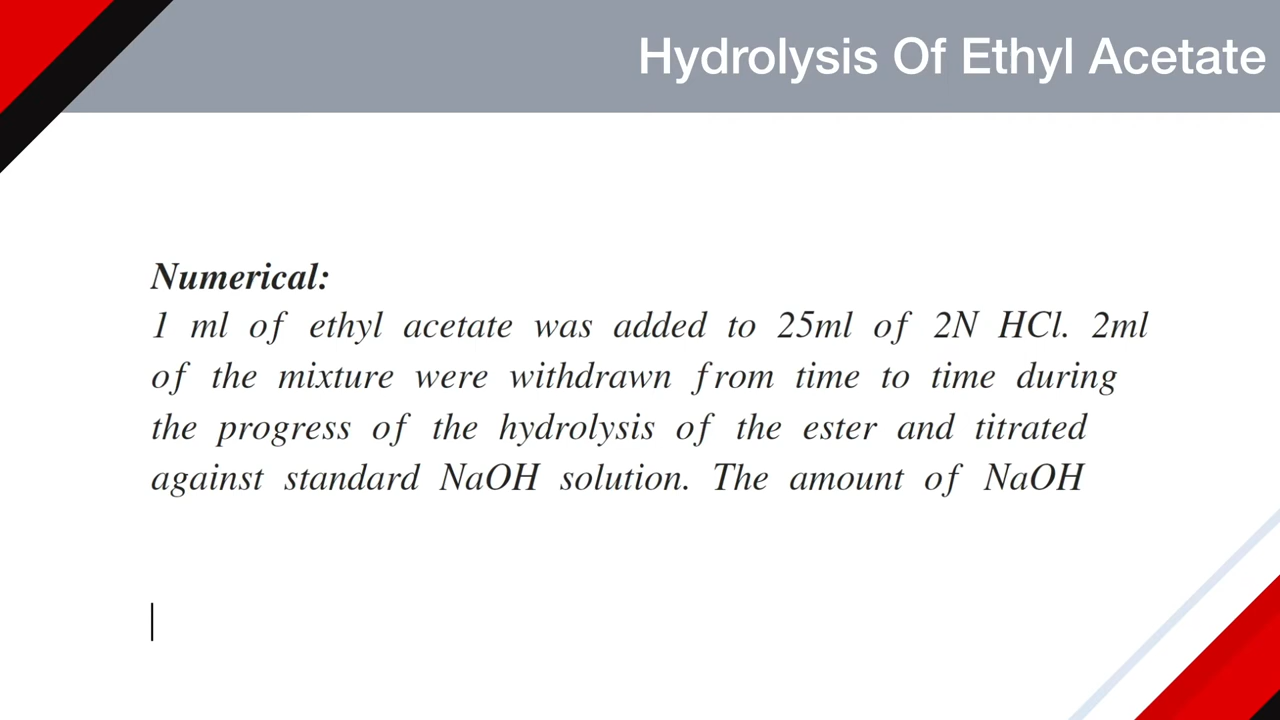 Hydrolysis Of Ethyl Acetate
Numerical:
1 ml of ethyl acetate was added to 25ml of 2N HCl. 2ml
of the mixture were withdrawn from time to time during
the progress of the hydrolysis of the ester and titrated
against standard NaOH solution. The amount of NaOH